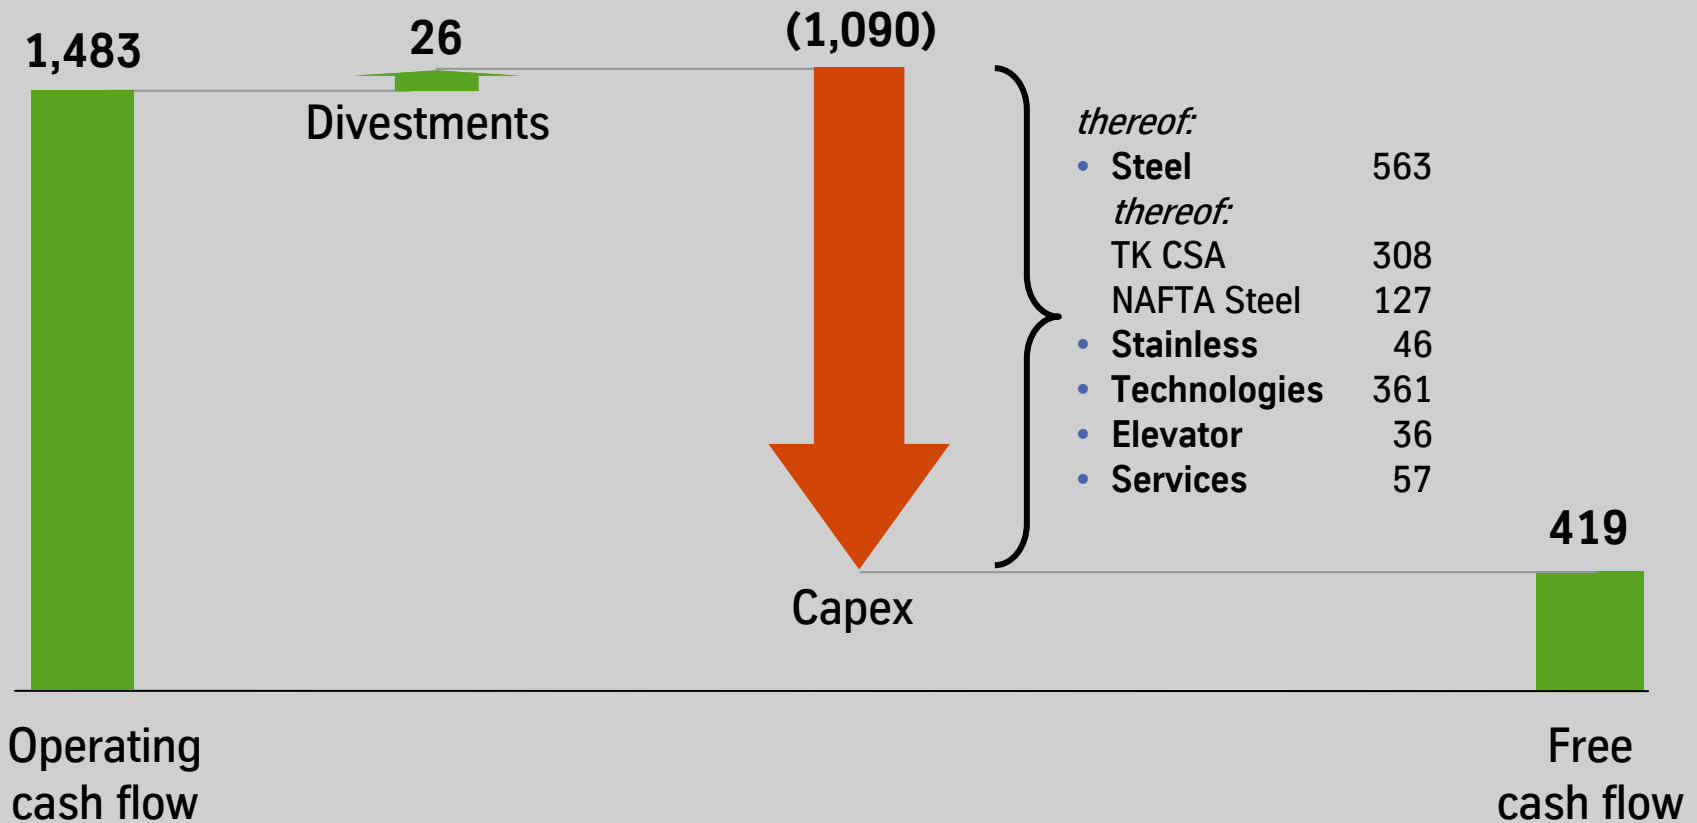 1,483
26
(1,090)
Divestments
thereof:
• Steel 563
thereof:
TK CSA 308
NAFTA Steel 127
• Stainless 46
• Technologies 361
• Elevator 36
• Services 57
419
Capex
Operating
cash flow
Free
cash flow